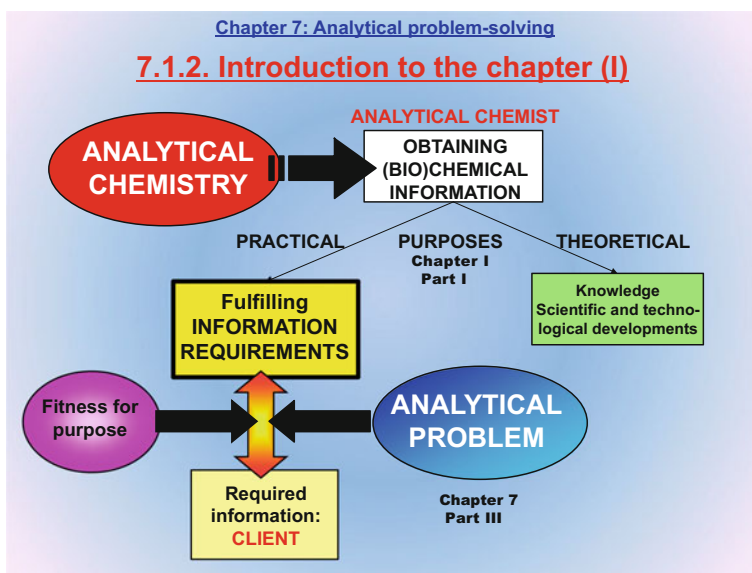 Chapter 7: Analytical problem-solving
7.1.2. Introduction to the chapter (I)
ANALYTICAL
CHEMISTRY
ANALYTICAL CHEMIST
OBTAINING
(BIO)CHEMICAL
INFORMATION
PRACTICAL
PURPOSES
Chapter I
Part I
THEORETICAL
Fulfilling
INFORMATION
REQUIREMENTS
Knowledge
Scientific and techno-
logical developments
Fitness for
purpose
ANALYTICAL
PROBLEM
Required
information:
CLIENT
Chapter 7
Part III